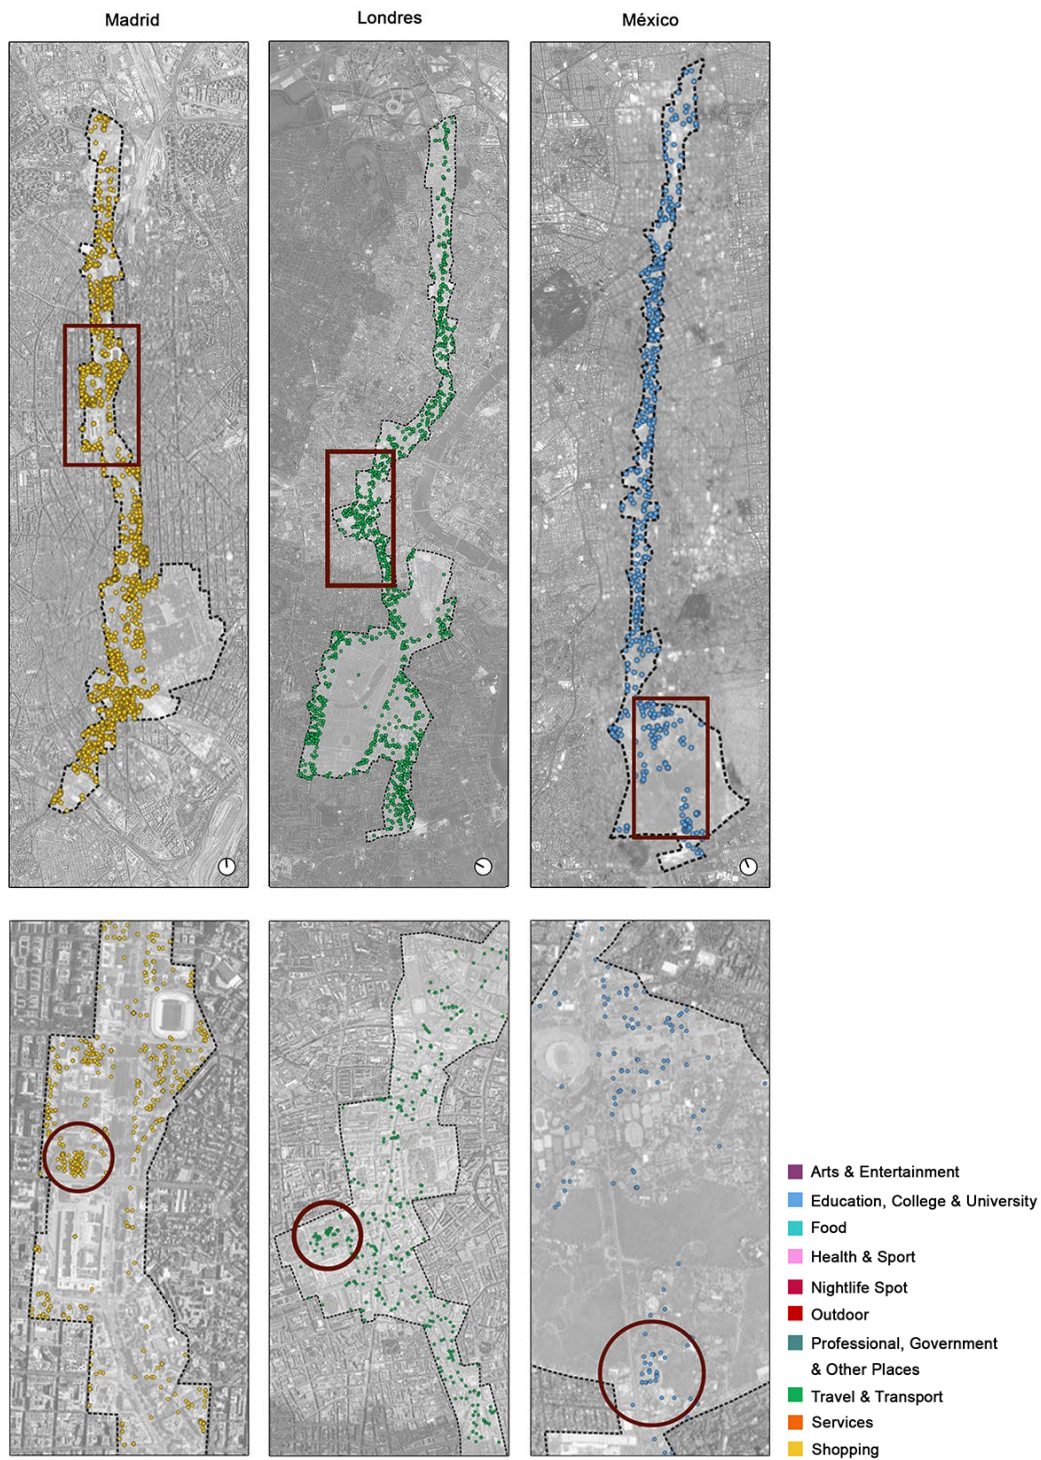 Madrid
Londres
México
Arts & Entertainment
Education, College & University
Food
Health & Sport
Nightlife Spot
Outdoor
Professional, Government
& Other Places
Travel & Transport
Services
Shopping